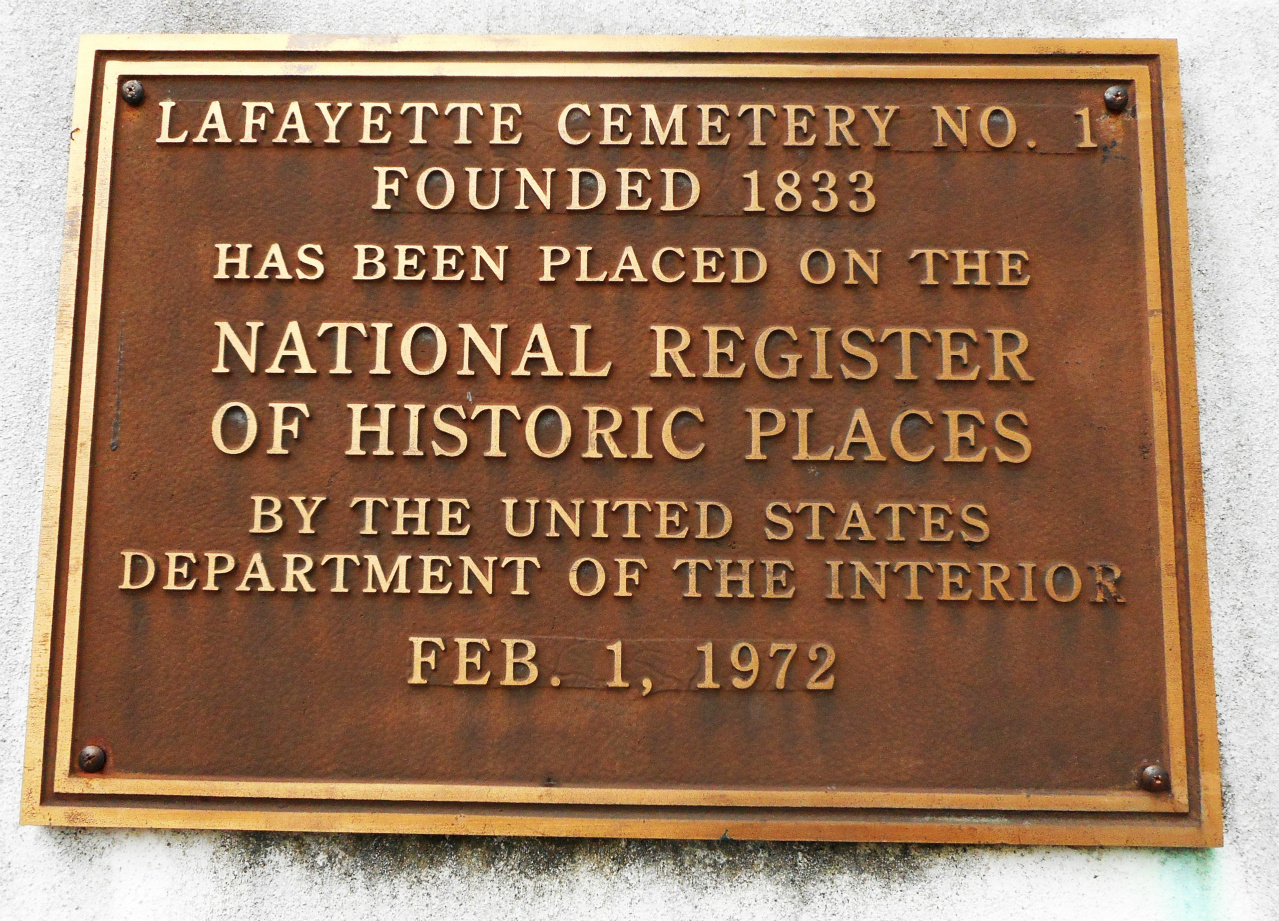 LAFAYETTE CEMETERY NO. 1
FOUNDED 1833
HAS BEEN PLACED ON THE
NATIONAL REGISTER
OF HISTORIC PLACES
BY THE UNITED STATES
DEPARTMENT OF THE INTERIOR
FEB. 1, 1972